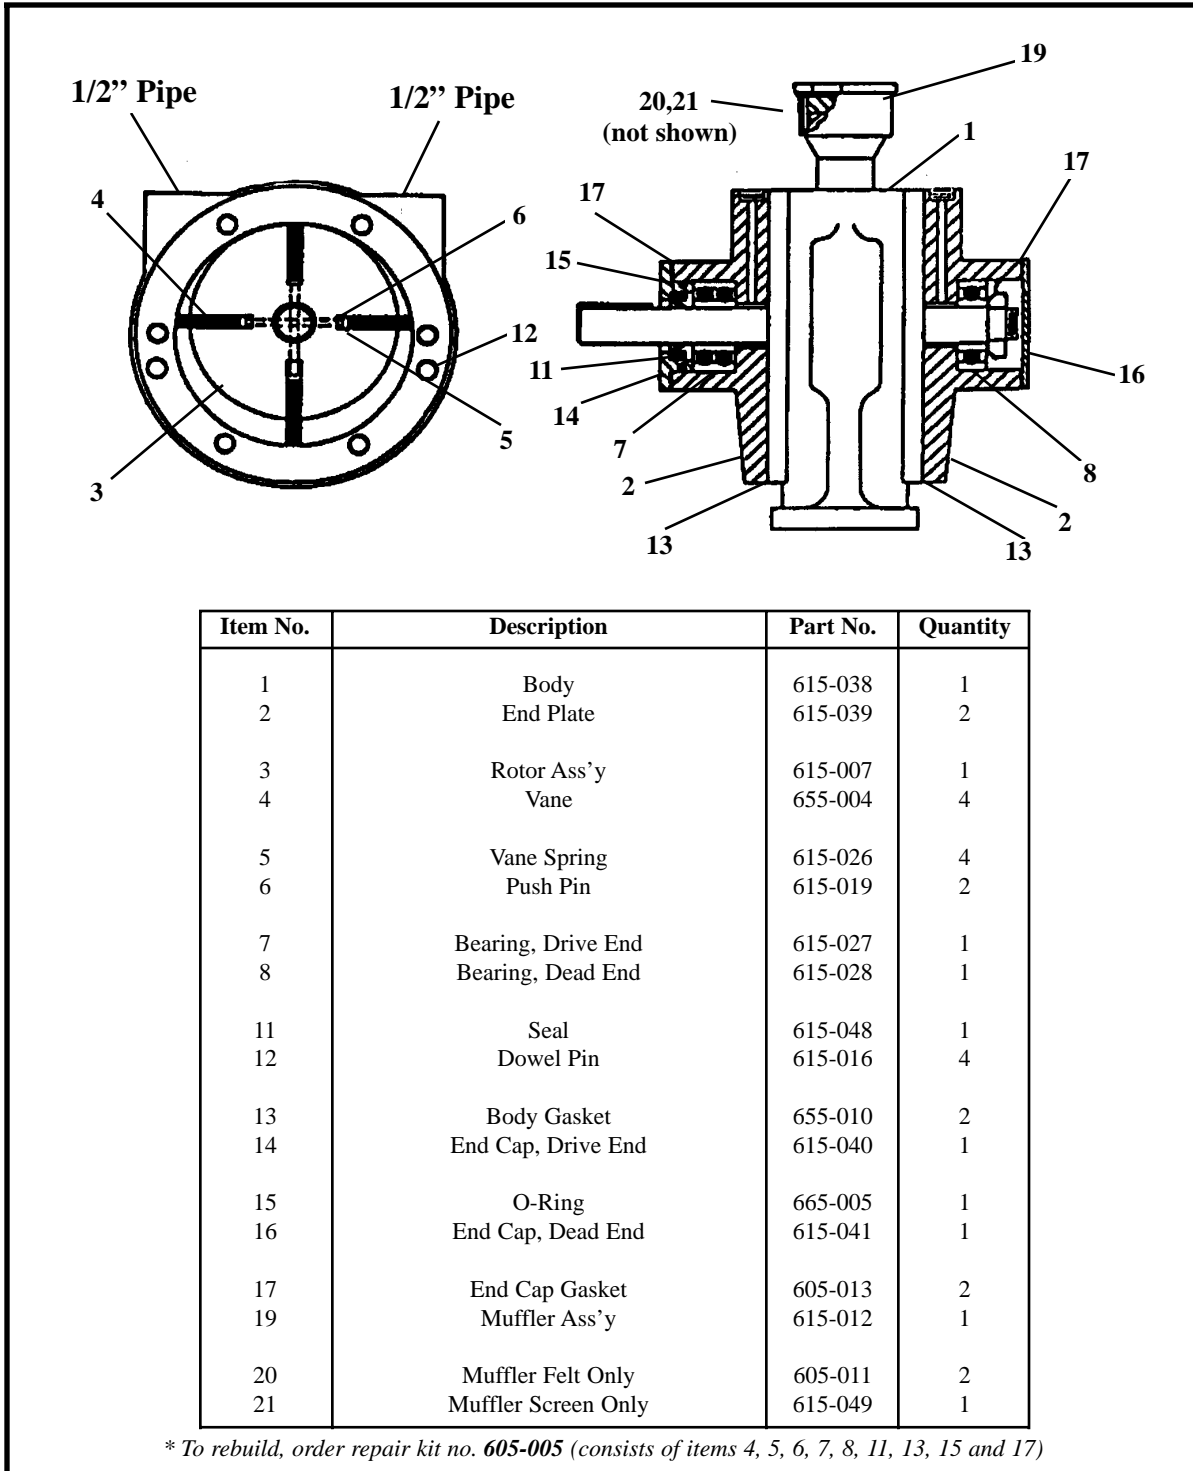 1/2” Pipe
1/2” Pipe
4
6
12
5
3
19
20,21
(not shown)
1
17
17
15
11
14
7
2
13
16
8
2
13
Item No. Description Part No. Quantity
1 Body 615-038 1
2 End Plate 615-039 2
3 Rotor Ass’y 615-007 1
4 Vane 655-004 4
5 Vane Spring 615-026 4
6 Push Pin 615-019 2
7 Bearing, Drive End 615-027 1
8 Bearing, Dead End 615-028 1
11 Seal 615-048 1
12 Dowel Pin 615-016 4
13 Body Gasket 655-010 2
14 End Cap, Drive End 615-040 1
15 O-Ring 665-005 1
16 End Cap, Dead End 615-041 1
17 End Cap Gasket 605-013 2
19 Muffler Ass’y 615-012 1
20 Muffler Felt Only 605-011 2
21 Muffler Screen Only 615-049 1
* To rebuild, order repair kit no. 605-005 (consists of items 4, 5, 6, 7, 8, 11, 13, 15 and 17)